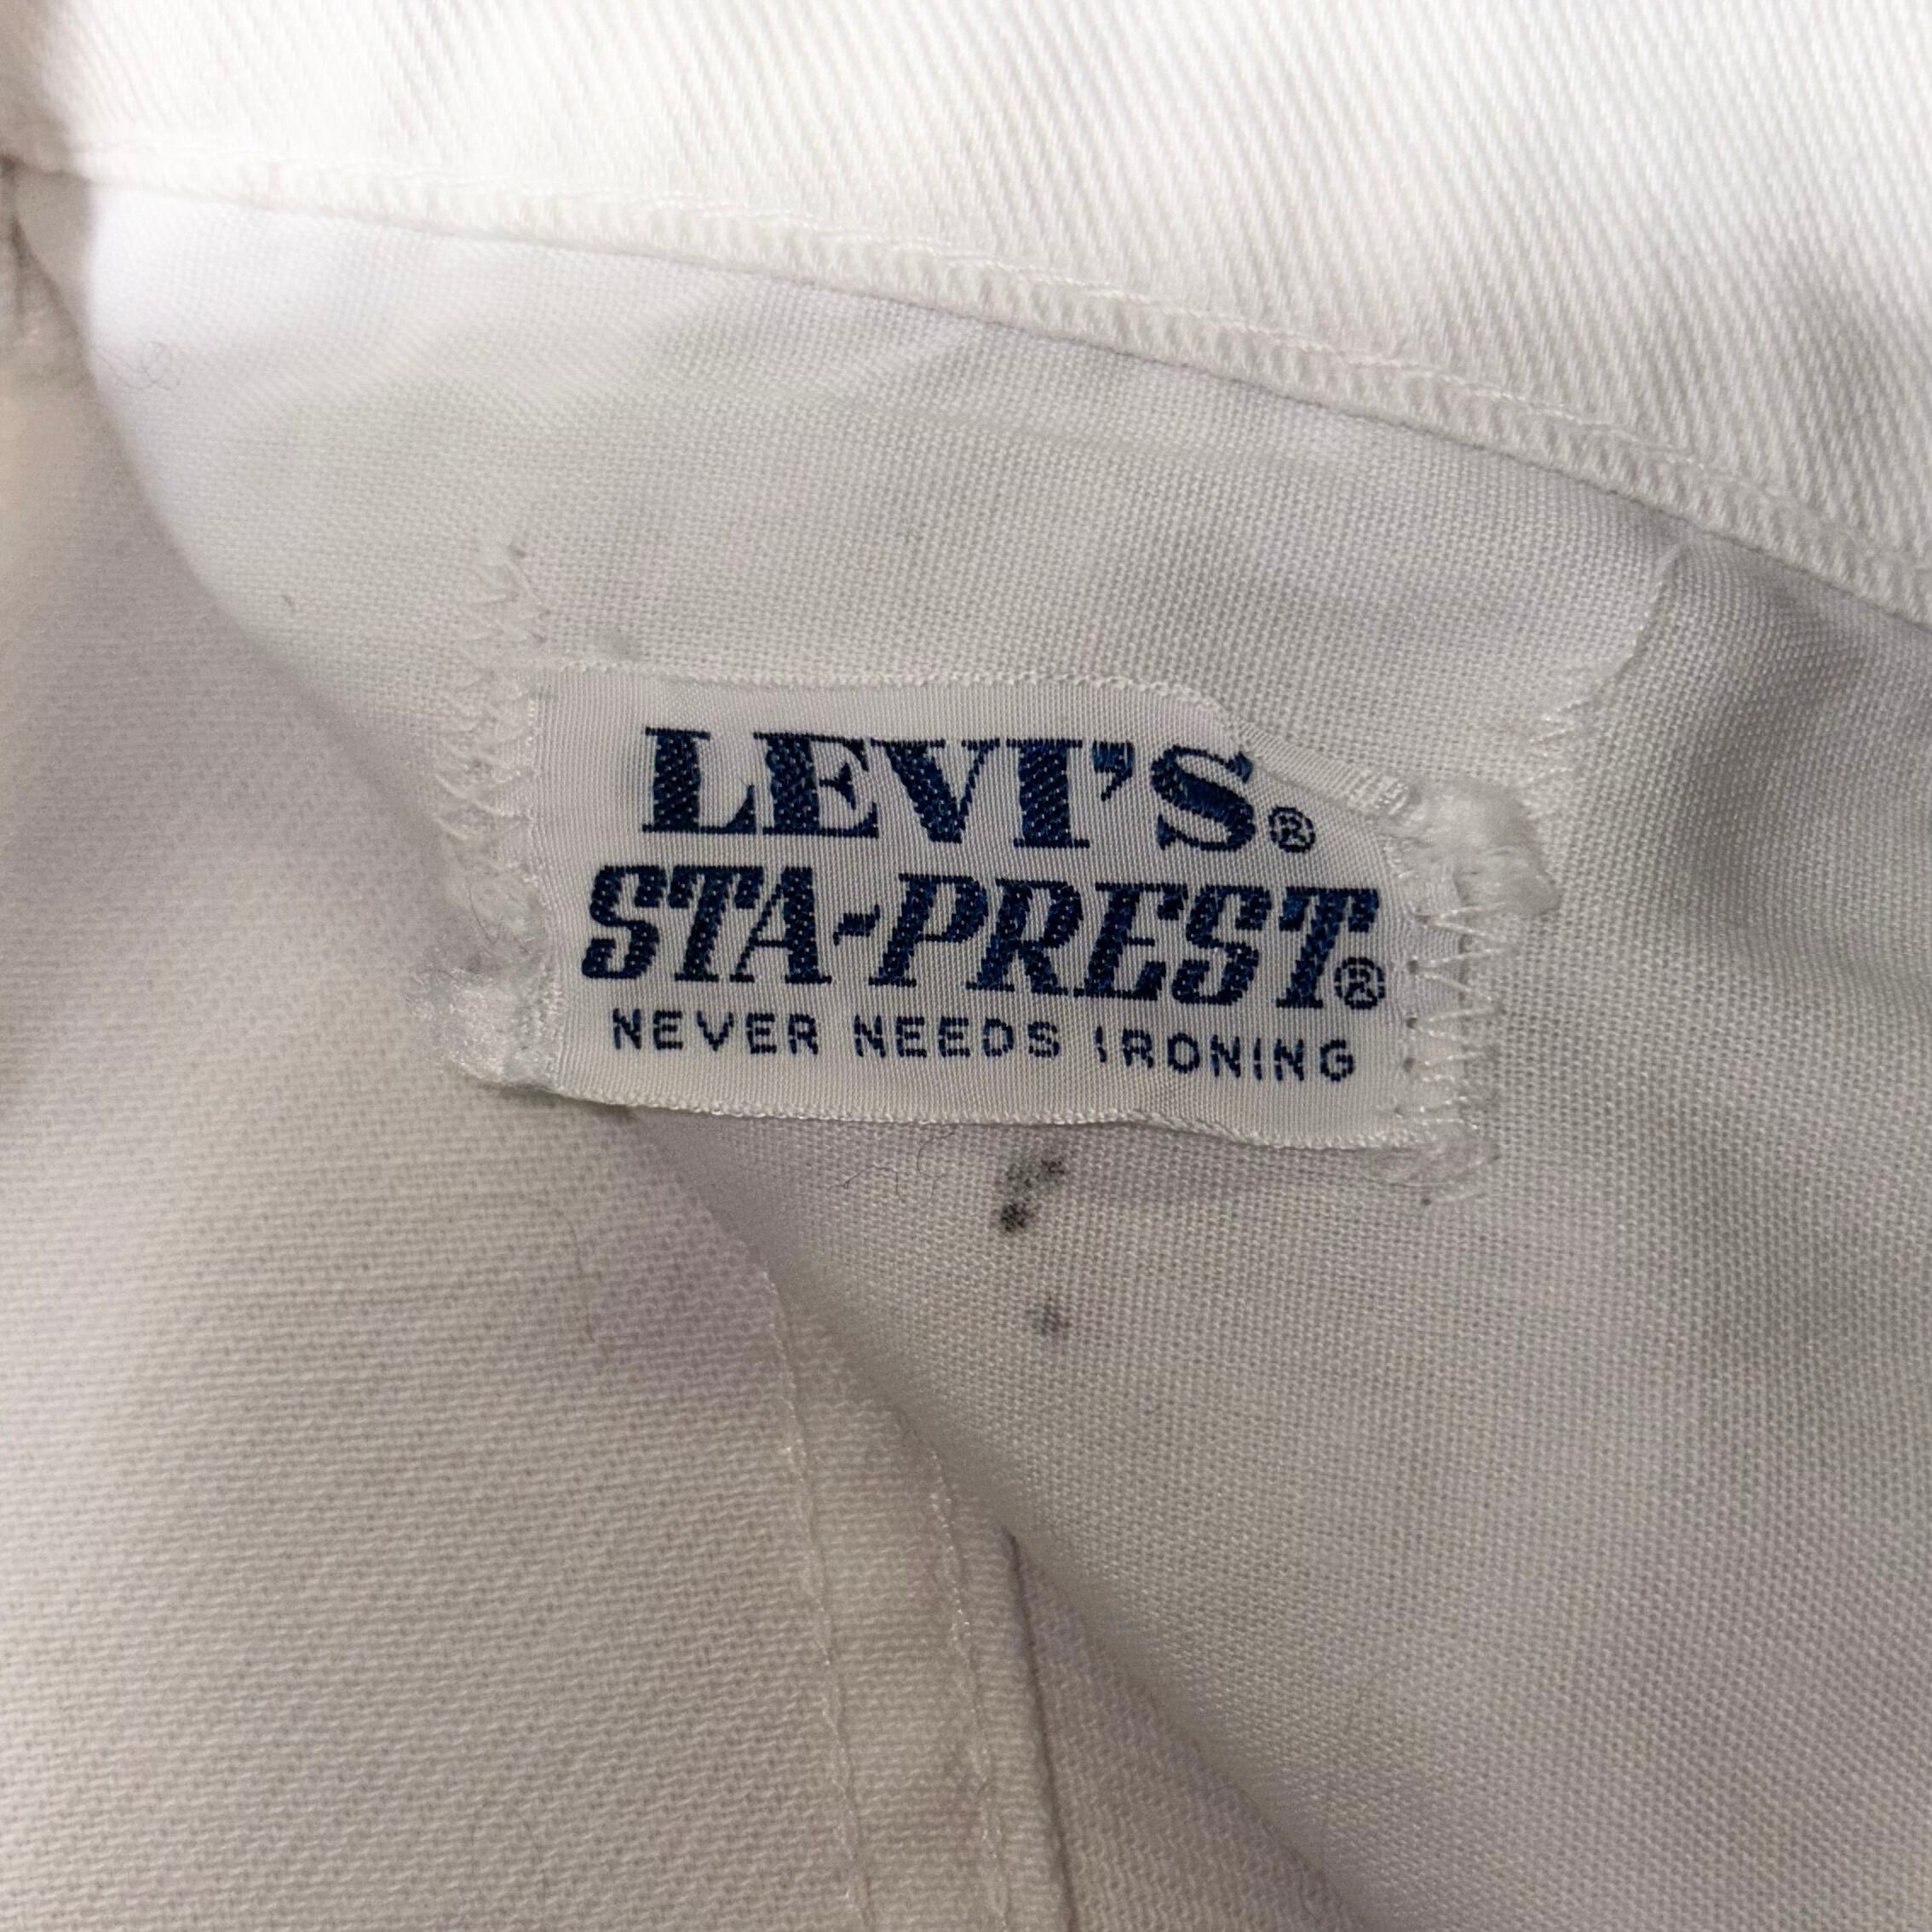 LEVI'S®
STA-PREST®
NEVER NEEDS IRONING